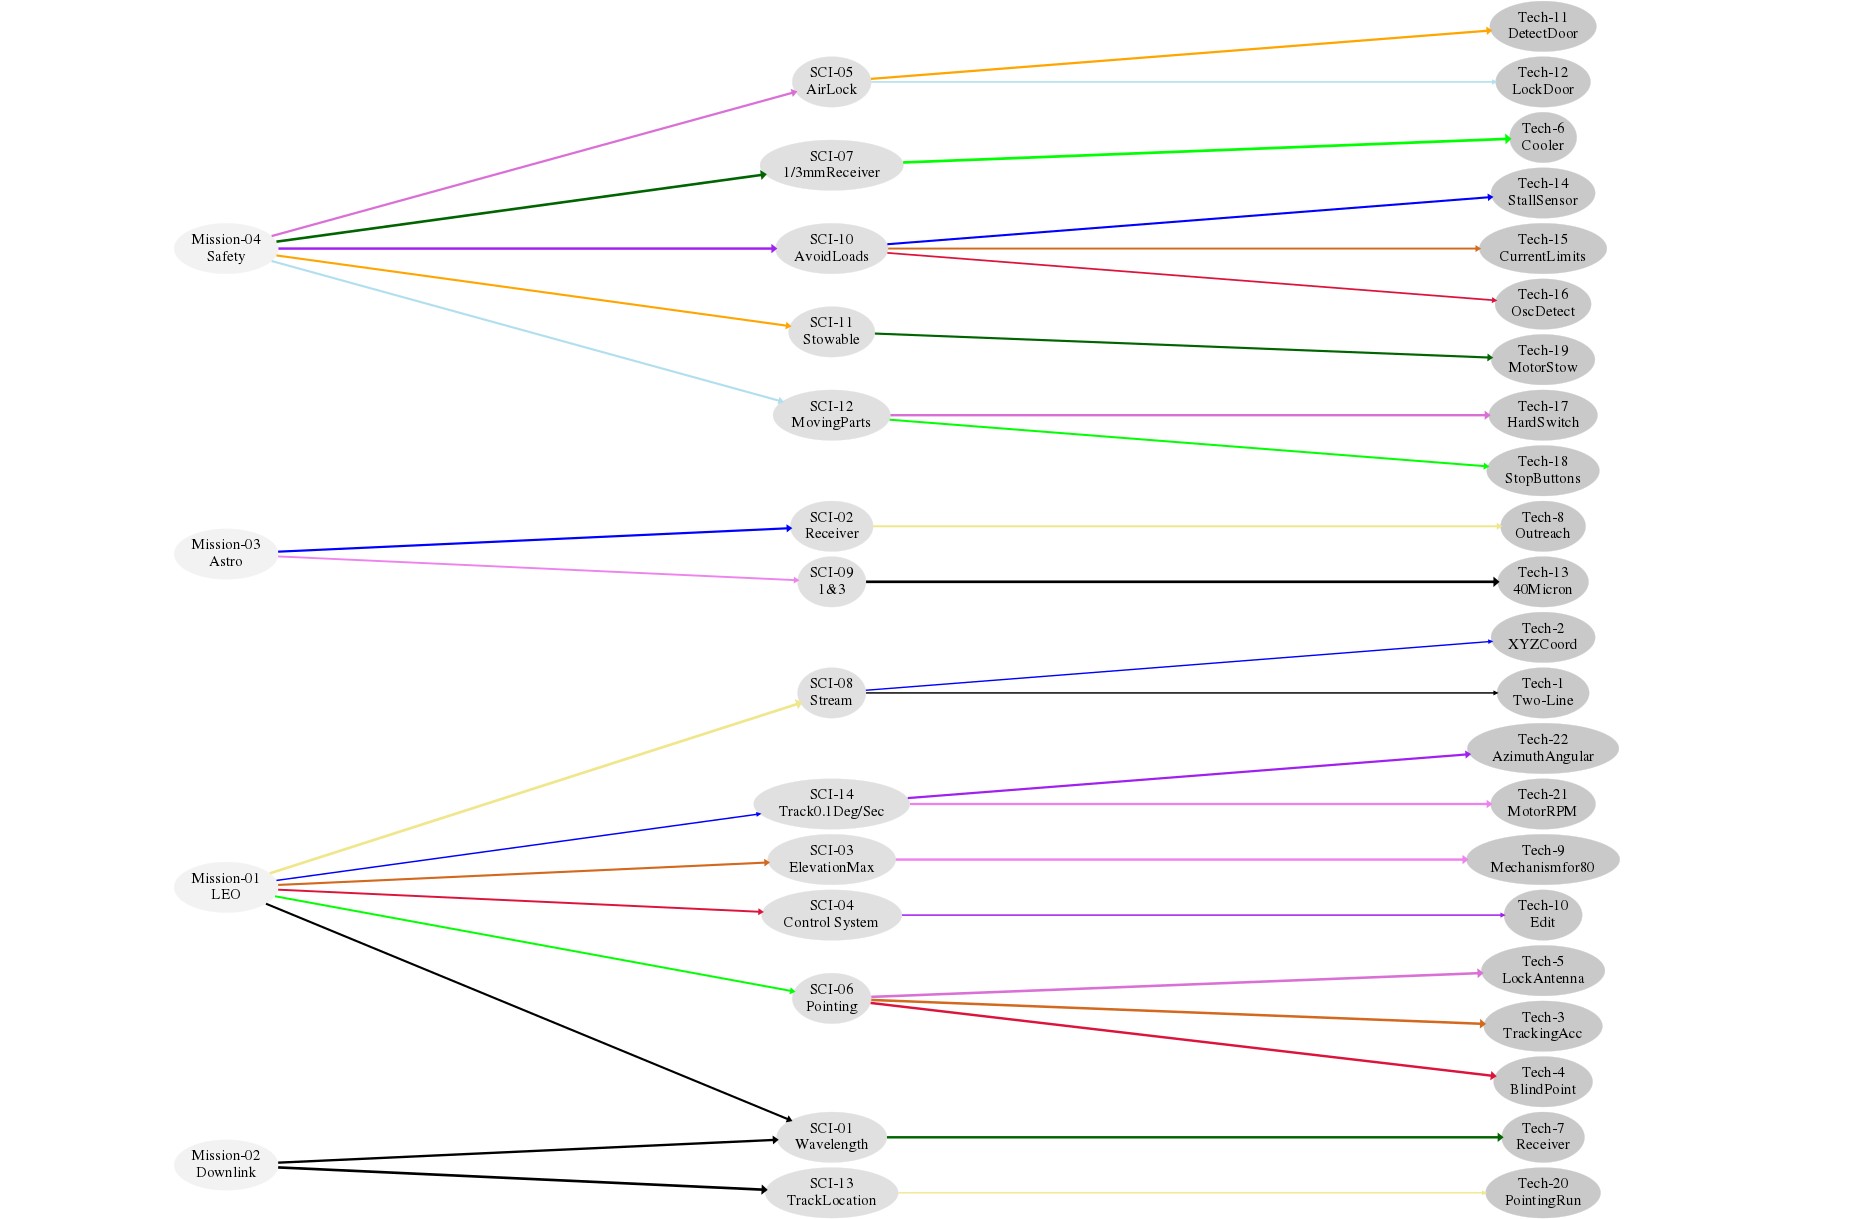 Mission-04
Safety
Mission-03
Astro
Mission-01
LEO
Mission-02
Downlink
SCI-05
AirLock
SCI-07
1/3mmReceiver
SCI-10
AvoidLoads
SCI-11
Stowable
SCI-12
MovingParts
SCI-02
Receiver
SCI-09
1&3
SCI-08
Stream
SCI-14
Track0.1Deg/Sec
SCI-03
ElevationMax
SCI-04
Control System
SCI-06
Pointing
SCI-01
Wavelength
SCI-13
TrackLocation
Tech-11
DetectDoor
Tech-12
LockDoor
Tech-6
Cooler
Tech-14
StallSensor
Tech-15
CurrentLimits
Tech-16
OscDetect
Tech-19
MotorStow
Tech-17
HardSwitch
Tech-18
StopButtons
Tech-8
Outreach
Tech-13
40Micron
Tech-2
XYZCoord
Tech-1
Two-Line
Tech-22
AzimuthAngular
Tech-21
MotorRPM
Tech-9
Mechanismfor80
Tech-10
Edit
Tech-5
LockAntenna
Tech-3
TrackingAcc
Tech-4
BlindPoint
Tech-7
Receiver
Tech-20
PointingRun